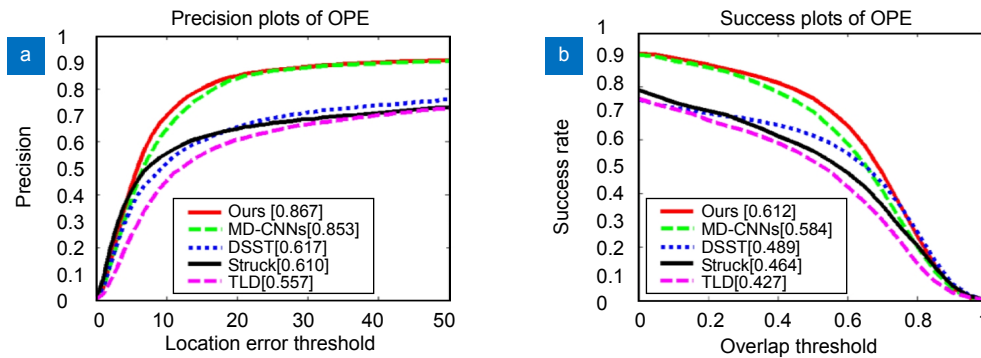 Precision plots of OPE
a
1
0.9
0.8
0.7
0.6
0.5
0.4
0.3
0.2
0.1
0
Precision
Ours [0.867]
MD-CNNs[0.853]
DSST[0.617]
Struck[0.610]
TLD[0.557]
0 10 20 30 40 50
Location error threshold
Success plots of OPE
b
1
0.9
0.8
0.7
0.6
0.5
0.4
0.3
0.2
0.1
0
Success rate
Ours [0.612]
MD-CNNs[0.584]
DSST[0.489]
Struck[0.464]
TLD[0.427]
0 0.2 0.4 0.6 0.8
Overlap threshold